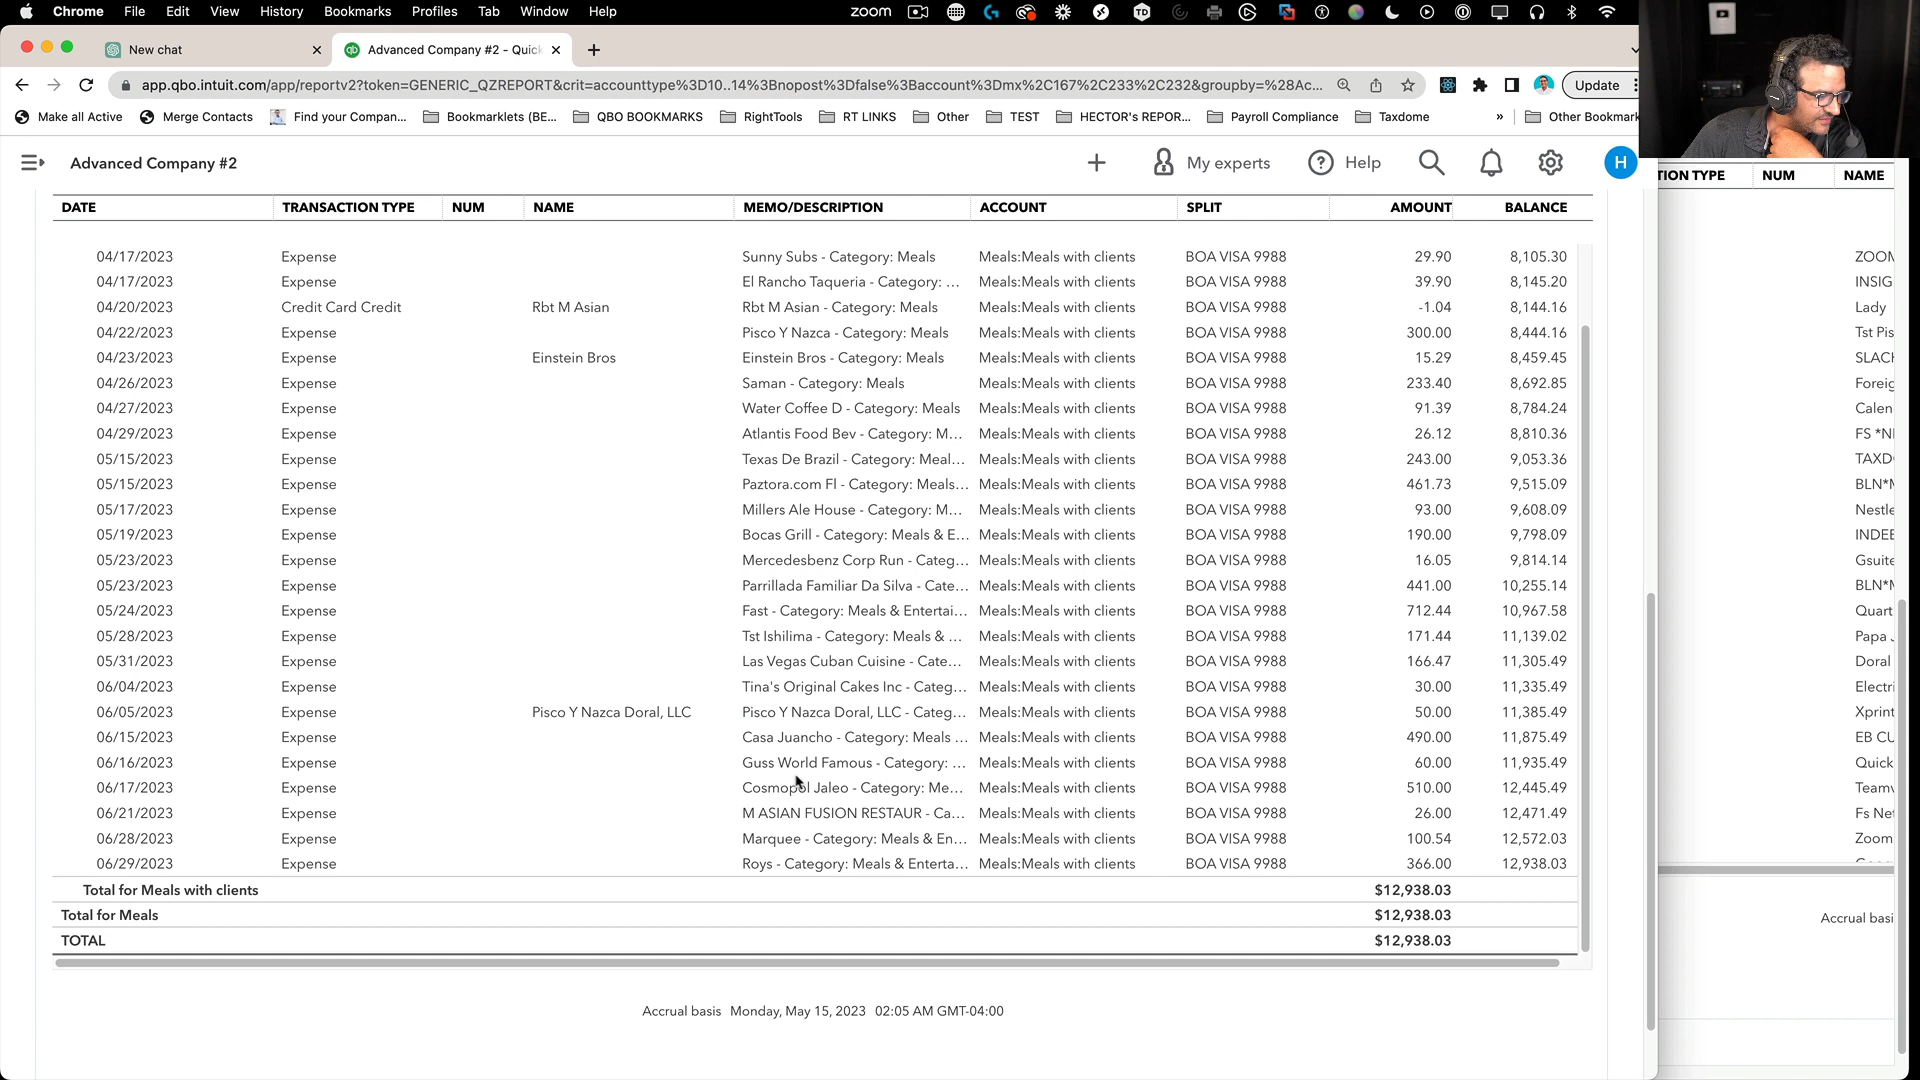 Chrome File Edit View History Bookmarks Profiles Tab Window Help zoom TD
New chat Advanced Company #2 - Quick
app.qbo.intuit.com/app/reportv2?token=GENERIC_QZREPORT&crit=accounttype%3D10..14%3Bnopost%3Dfalse%3Baccount%3Dmx%2C167%2C233%2C232&groupby=%28Ac... Update
Make all Active Merge Contacts Find your Compan... Bookmarklets (BE... QBO BOOKMARKS RightTools RT LINKS Other TEST HECTOR's REPOR... Payroll Compliance Taxdome » Other Bookmark
Advanced Company #2 My experts Help H
DATE TRANSACTION TYPE NUM NAME MEMO/DESCRIPTION ACCOUNT SPLIT AMOUNT BALANCE
04/17/2023 Expense Sunny Subs - Category: Meals Meals:Meals with clients BOA VISA 9988 29.90 8,105.30
04/17/2023 Expense El Rancho Taqueria - Category: ... Meals:Meals with clients BOA VISA 9988 39.90 8,145.20
04/20/2023 Credit Card Credit Rbt M Asian Rbt M Asian - Category: Meals Meals:Meals with clients BOA VISA 9988 -1.04 8,144.16
04/22/2023 Expense Pisco Y Nazca - Category: Meals Meals:Meals with clients BOA VISA 9988 300.00 8,444.16
04/23/2023 Expense Einstein Bros Einstein Bros - Category: Meals Meals:Meals with clients BOA VISA 9988 15.29 8,459.45
04/26/2023 Expense Saman - Category: Meals Meals:Meals with clients BOA VISA 9988 233.40 8,692.85
04/27/2023 Expense Water Coffee D - Category: Meals Meals:Meals with clients BOA VISA 9988 91.39 8,784.24
04/29/2023 Expense Atlantis Food Bev - Category: M... Meals:Meals with clients BOA VISA 9988 26.12 8,810.36
05/15/2023 Expense Texas De Brazil - Category: Meal... Meals:Meals with clients BOA VISA 9988 243.00 9,053.36
05/15/2023 Expense Paztora.com Fl - Category: Meals... Meals:Meals with clients BOA VISA 9988 461.73 9,515.09
05/17/2023 Expense Millers Ale House - Category: M... Meals:Meals with clients BOA VISA 9988 93.00 9,608.09
05/19/2023 Expense Bocas Grill - Category: Meals & E... Meals:Meals with clients BOA VISA 9988 190.00 9,798.09
05/23/2023 Expense Mercedesbenz Corp Run - Categ... Meals:Meals with clients BOA VISA 9988 16.05 9,814.14
05/23/2023 Expense Parrillada Familiar Da Silva - Cate... Meals:Meals with clients BOA VISA 9988 441.00 10,255.14
05/24/2023 Expense Fast - Category: Meals & Entertai... Meals:Meals with clients BOA VISA 9988 712.44 10,967.58
05/28/2023 Expense Tst Ishilima - Category: Meals & ... Meals:Meals with clients BOA VISA 9988 171.44 11,139.02
05/31/2023 Expense Las Vegas Cuban Cuisine - Cate... Meals:Meals with clients BOA VISA 9988 166.47 11,305.49
06/04/2023 Expense Tina's Original Cakes Inc - Categ... Meals:Meals with clients BOA VISA 9988 30.00 11,335.49
06/05/2023 Expense Pisco Y Nazca Doral, LLC Pisco Y Nazca Doral, LLC - Categ... Meals:Meals with clients BOA VISA 9988 50.00 11,385.49
06/15/2023 Expense Casa Juancho - Category: Meals ... Meals:Meals with clients BOA VISA 9988 490.00 11,875.49
06/16/2023 Expense Guss World Famous - Category: ... Meals:Meals with clients BOA VISA 9988 60.00 11,935.49
06/17/2023 Expense Cosmopol Jaleo - Category: Me... Meals:Meals with clients BOA VISA 9988 510.00 12,445.49
06/21/2023 Expense M ASIAN FUSION RESTAUR - Ca... Meals:Meals with clients BOA VISA 9988 26.00 12,471.49
06/28/2023 Expense Marquee - Category: Meals & En... Meals:Meals with clients BOA VISA 9988 100.54 12,572.03
06/29/2023 Expense Roys - Category: Meals & Enterta... Meals:Meals with clients BOA VISA 9988 366.00 12,938.03
Total for Meals with clients $12,938.03
Total for Meals $12,938.03
TOTAL $12,938.03
Accrual basis Monday, May 15, 2023 02:05 AM GMT-04:00
TION TYPE NUM NAME
ZOOM
INSIG
Lady
Tst Pis
SLACK
Foreig
Calen
FS *NE
TAXD
BLN*M
Nestle
INDEE
Gsuite
BLN*M
Quart
Papa J
Doral
Electri
Xprint
EB CU
Quick
Teamv
Fs Net
Zoom
Accrual basi